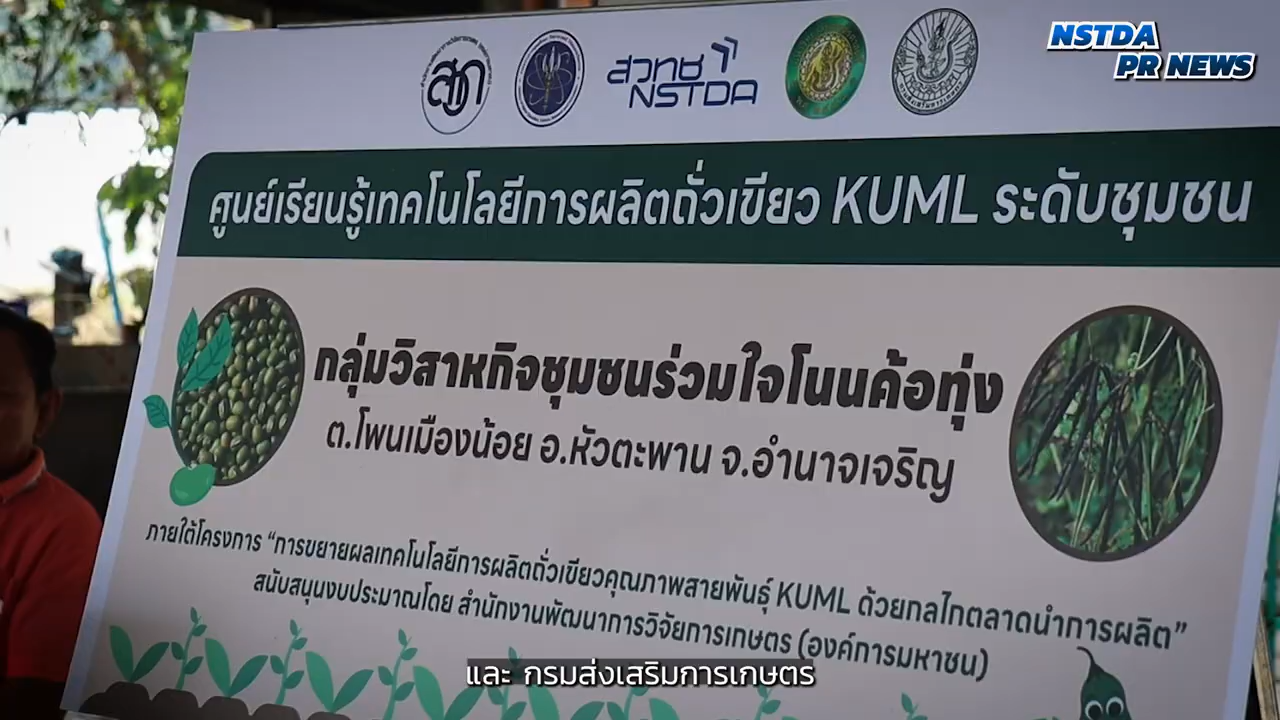 NSTDA
PR NEWS
สวก
สวทช
NSTDA
ศูนย์เรียนรู้เทคโนโลยีการผลิตถั่วเขียว KUML ระดับชุมชน
กลุ่มวิสาหกิจชุมชนร่วมใจโนนค้อทุ่ง
ต.โพนเมืองน้อย อ.หัวตะพาน จ.อำนาจเจริญ
ภายใต้โครงการ “การขยายผลเทคโนโลยีการผลิตถั่วเขียวคุณภาพสายพันธุ์ KUML ด้วยกลไกตลาดนำการผลิต”
สนับสนุนงบประมาณโดย สำนักงานพัฒนาการวิจัยการเกษตร (องค์การมหาชน)
และ กรมส่งเสริมการเกษตร